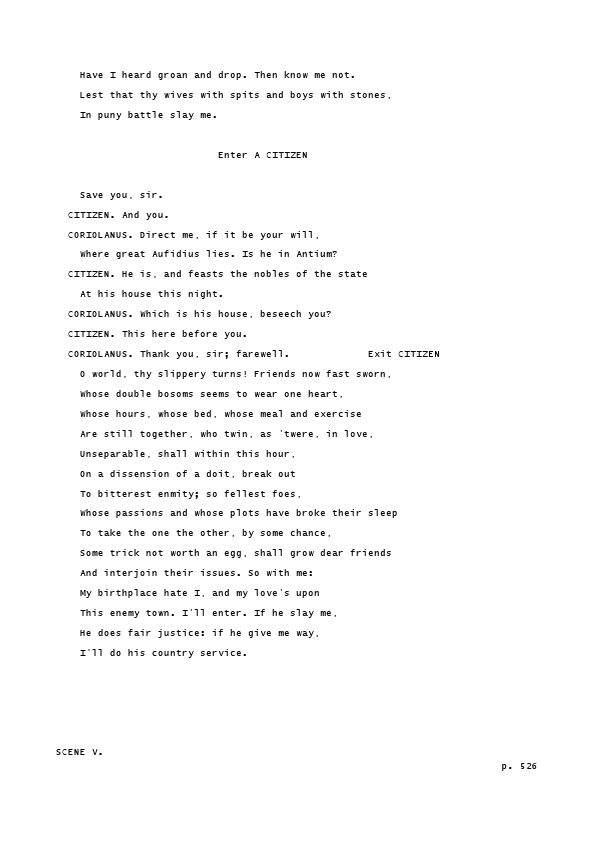 Have I heard groan and drop. Then know me not.
Lest that thy wives with spits and boys with stones,
In puny battle slay me.
Enter A CITIZEN
Save you, sir.
CITIZEN. And you.
CORIOLANUS. Direct me, if it be your will,
Where great Aufidius lies. Is he in Antium?
CITIZEN. He is, and feasts the nobles of the state
At his house this night.
CORIOLANUS. Which is his house, beseech you?
CITIZEN. This here before you.
CORIOLANUS. Thank you, sir; farewell. Exit CITIZEN
O world, thy slippery turns! Friends now fast sworn,
Whose double bosoms seems to wear one heart,
Whose hours, whose bed, whose meal and exercise
Are still together, who twin, as 'twere, in love,
Unseparable, shall within this hour,
On a dissension of a doit, break out
To bitterest enmity; so fellest foes,
Whose passions and whose plots have broke their sleep
To take the one the other, by some chance,
Some trick not worth an egg, shall grow dear friends
And interjoin their issues. So with me:
My birthplace hate I, and my love's upon
This enemy town. I'll enter. If he slay me,
He does fair justice: if he give me way,
I'll do his country service.
SCENE V.
p. 526